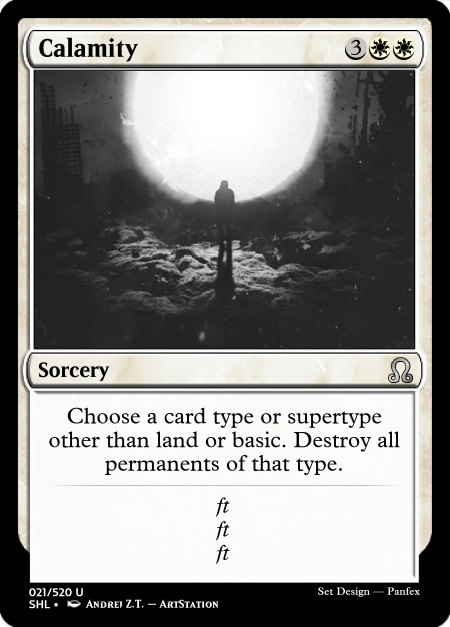 Calamity 3
Sorcery
Choose a card type or supertype
other than land or basic. Destroy all
permanents of that type.
ft
ft
ft
021/520 U
Set Design — Panfex
SHL • Andrej Z.T. — ArtStation